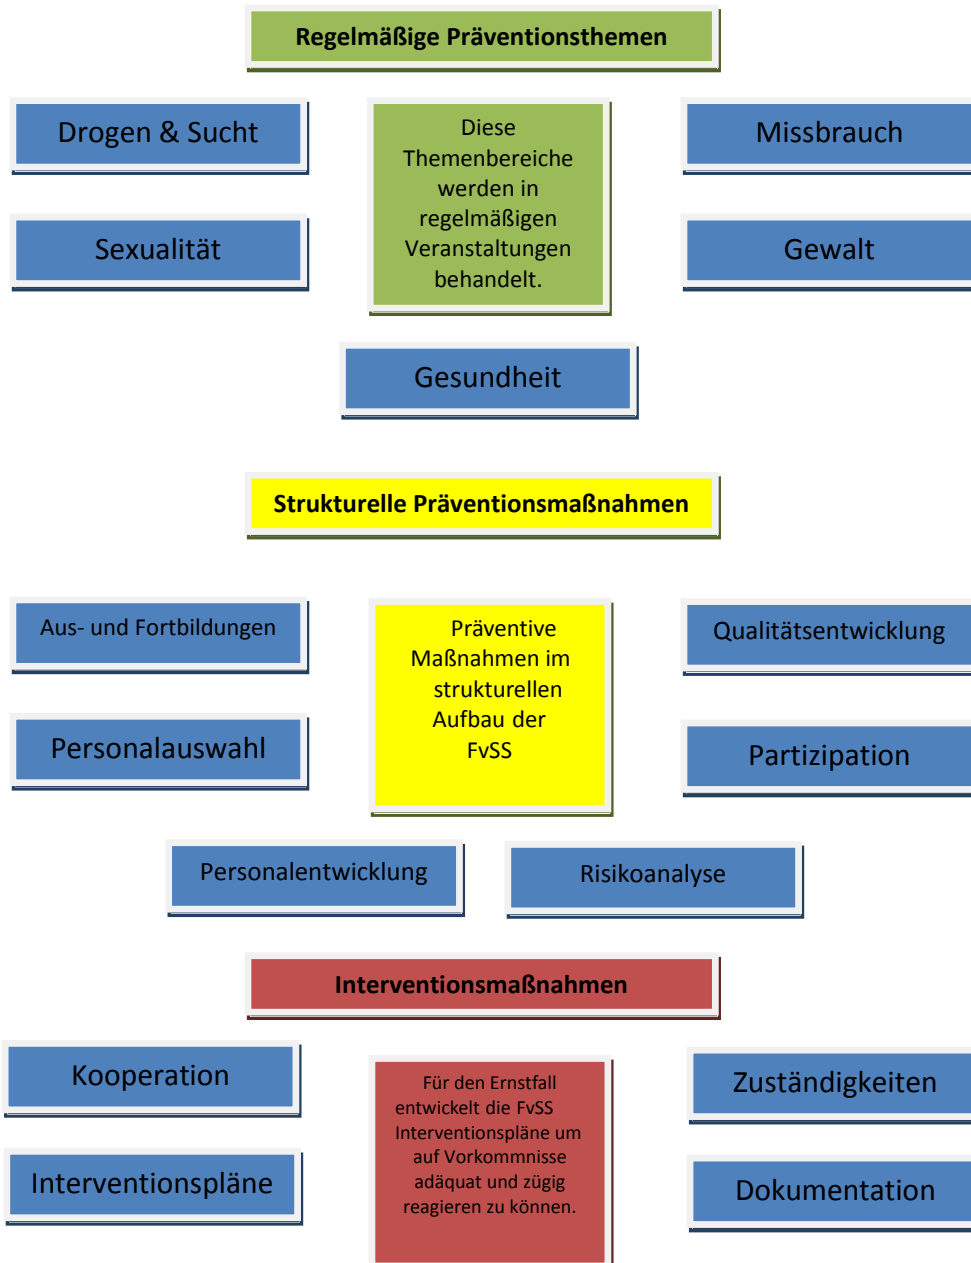 Regelmäßige Präventionsthemen
Drogen & Sucht
Diese
Themenbereiche
werden in
regelmäßigen
Veranstaltungen
behandelt.
Missbrauch
Sexualität
Gewalt
Gesundheit
Strukturelle Präventionsmaßnahmen
Aus- und Fortbildungen
Präventive
Maßnahmen im
strukturellen
Aufbau der
FvSS
Qualitätsentwicklung
Personalauswahl
Partizipation
Personalentwicklung
Risikoanalyse
Interventionsmaßnahmen
Kooperation
Für den Ernstfall
entwickelt die FvSS
Interventionspläne um
auf Vorkommnisse
adäquat und zügig
reagieren zu können.
Zuständigkeiten
Interventionspläne
Dokumentation